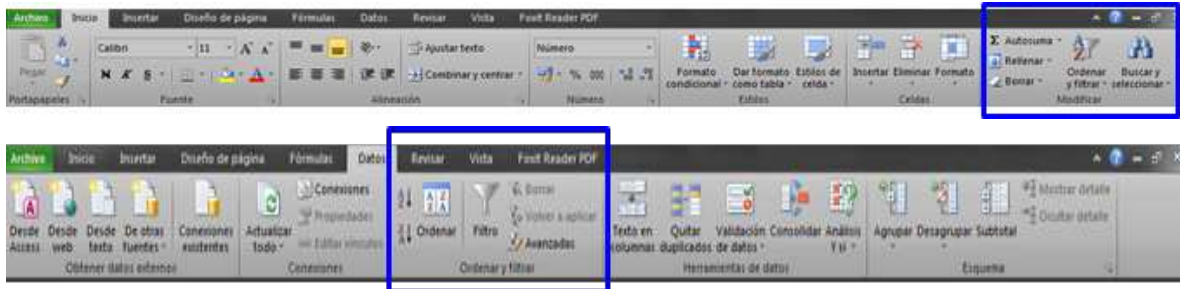 Archivo Inicio Insertar Diseño de página Fórmulas Datos Revisar Vista Foxit Reader PDF
Calibri 11 A A Ajustar texto Número Σ Autosuma
Pegar N K S Combinar y centrar % 000 Formato condicional Dar formato como tabla Estilos de celda Insertar Eliminar Formato Rellenar Borrar Ordenar y filtrar Buscar y seleccionar
Portapapeles Fuente Alineación Número Estilos Celdas Modificar
Archivo Inicio Insertar Diseño de página Fórmulas Datos Revisar Vista Foxit Reader PDF
Desde Access Desde web Desde texto De otras fuentes Conexiones existentes Actualizar todo Conexiones Propiedades Editar vínculos Ordenar Filtro Borrar Volver a aplicar Avanzadas Texto en columnas Quitar duplicados Validación de datos Consolidar Análisis Y si Agrupar Desagrupar Subtotal Mostrar detalle Ocultar detalle
Obtener datos externos Conexiones Ordenar y filtrar Herramientas de datos Esquema